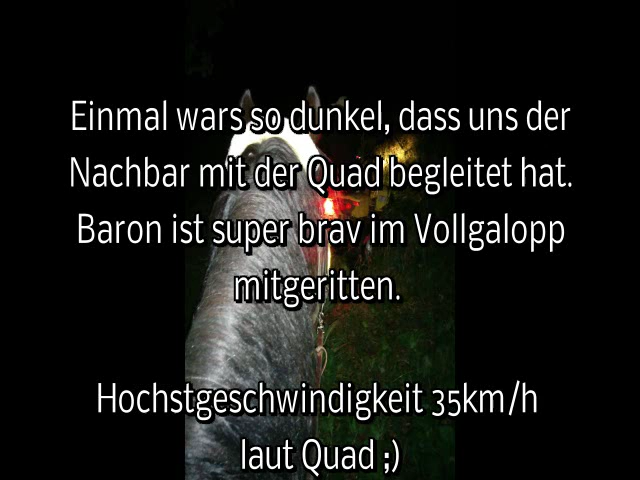 Einmal wars so dunkel, dass uns der
Nachbar mit der Quad begleitet hat.
Baron ist super brav im Vollgalopp
mitgeritten.
Hochstgeschwindigkeit 35km/h
laut Quad ;)